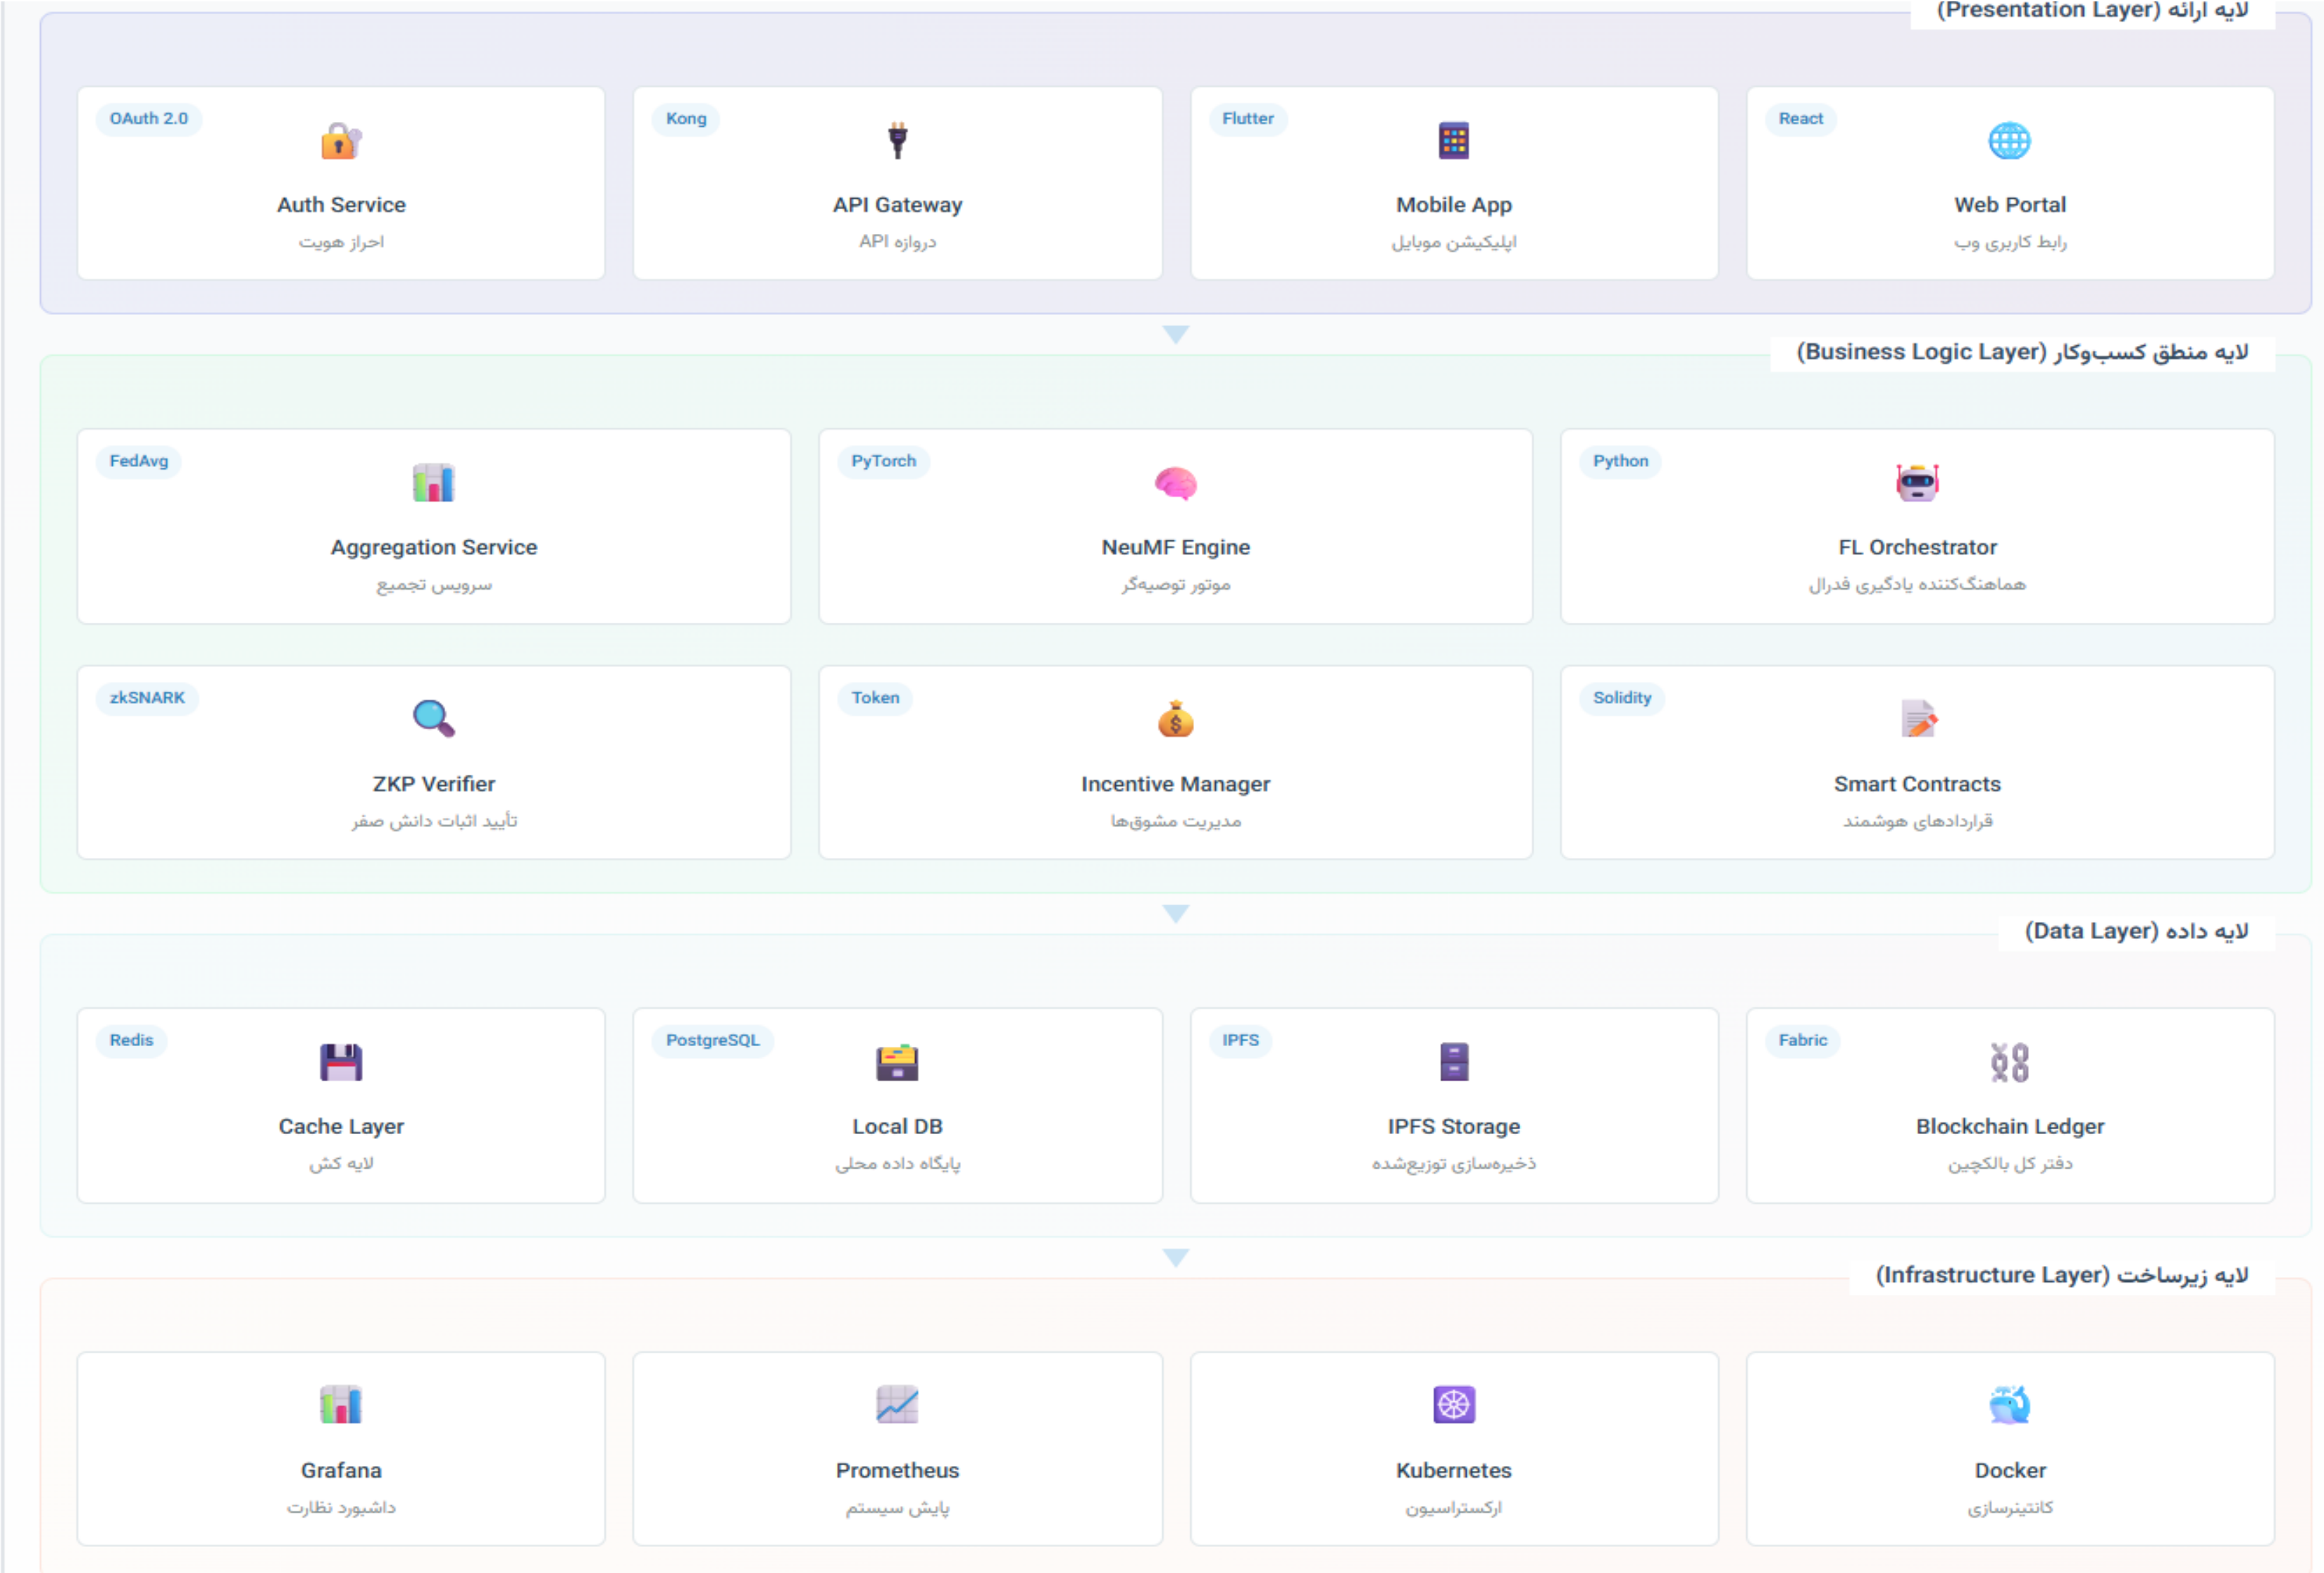 لایه ارائه (Presentation Layer)
React
Web Portal
رابط کاربری وب
Flutter
Mobile App
اپلیکیشن موبایل
Kong
API Gateway
دروازه API
OAuth 2.0
Auth Service
احراز هویت
لایه منطق کسب‌وکار (Business Logic Layer)
Python
FL Orchestrator
هماهنگ‌کننده یادگیری فدرال
PyTorch
NeuMF Engine
موتور توصیه‌گر
FedAvg
Aggregation Service
سرویس تجمیع
Solidity
Smart Contracts
قراردادهای هوشمند
Token
Incentive Manager
مدیریت مشوق‌ها
zkSNARK
ZKP Verifier
تأیید اثبات دانش صفر
لایه داده (Data Layer)
Fabric
Blockchain Ledger
دفتر کل بالکچین
IPFS
IPFS Storage
ذخیره‌سازی توزیع‌شده
PostgreSQL
Local DB
پایگاه داده محلی
Redis
Cache Layer
لایه کش
لایه زیرساخت (Infrastructure Layer)
Docker
کانتینرسازی
Kubernetes
ارکستراسیون
Prometheus
پایش سیستم
Grafana
داشبورد نظارت